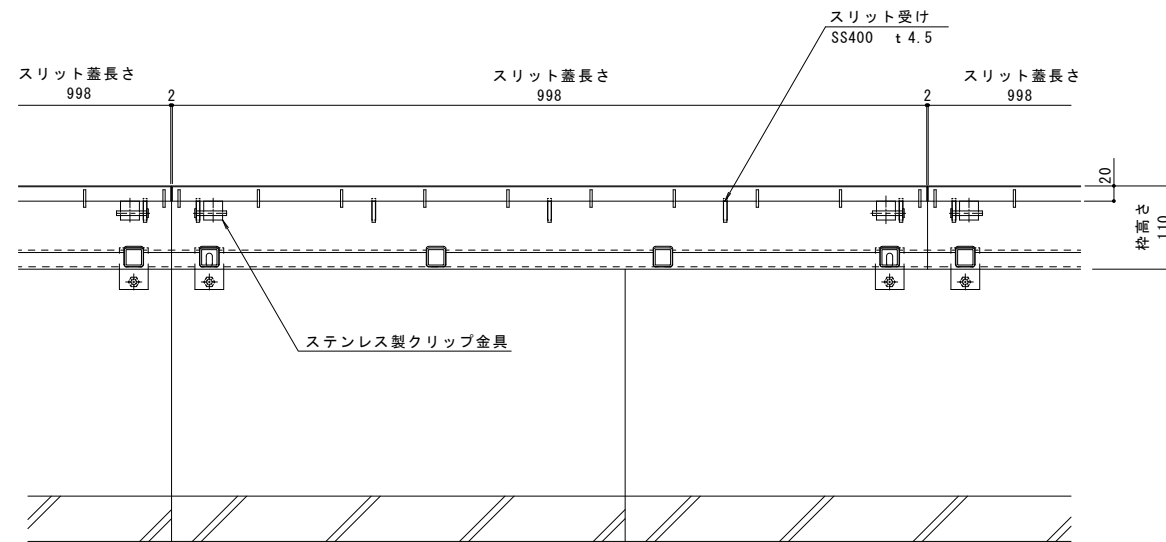 スリット受け
SS400 t4.5
スリット蓋長さ
998
2
スリット蓋長さ
998
2
スリット蓋長さ
998
20
枠高さ
110
ステンレス製クリップ金具